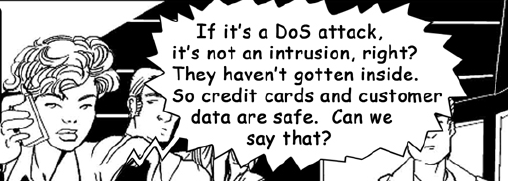 If it's a DoS attack,
it's not an intrusion, right?
They haven't gotten inside.
So credit cards and customer
data are safe.  Can we
say that?